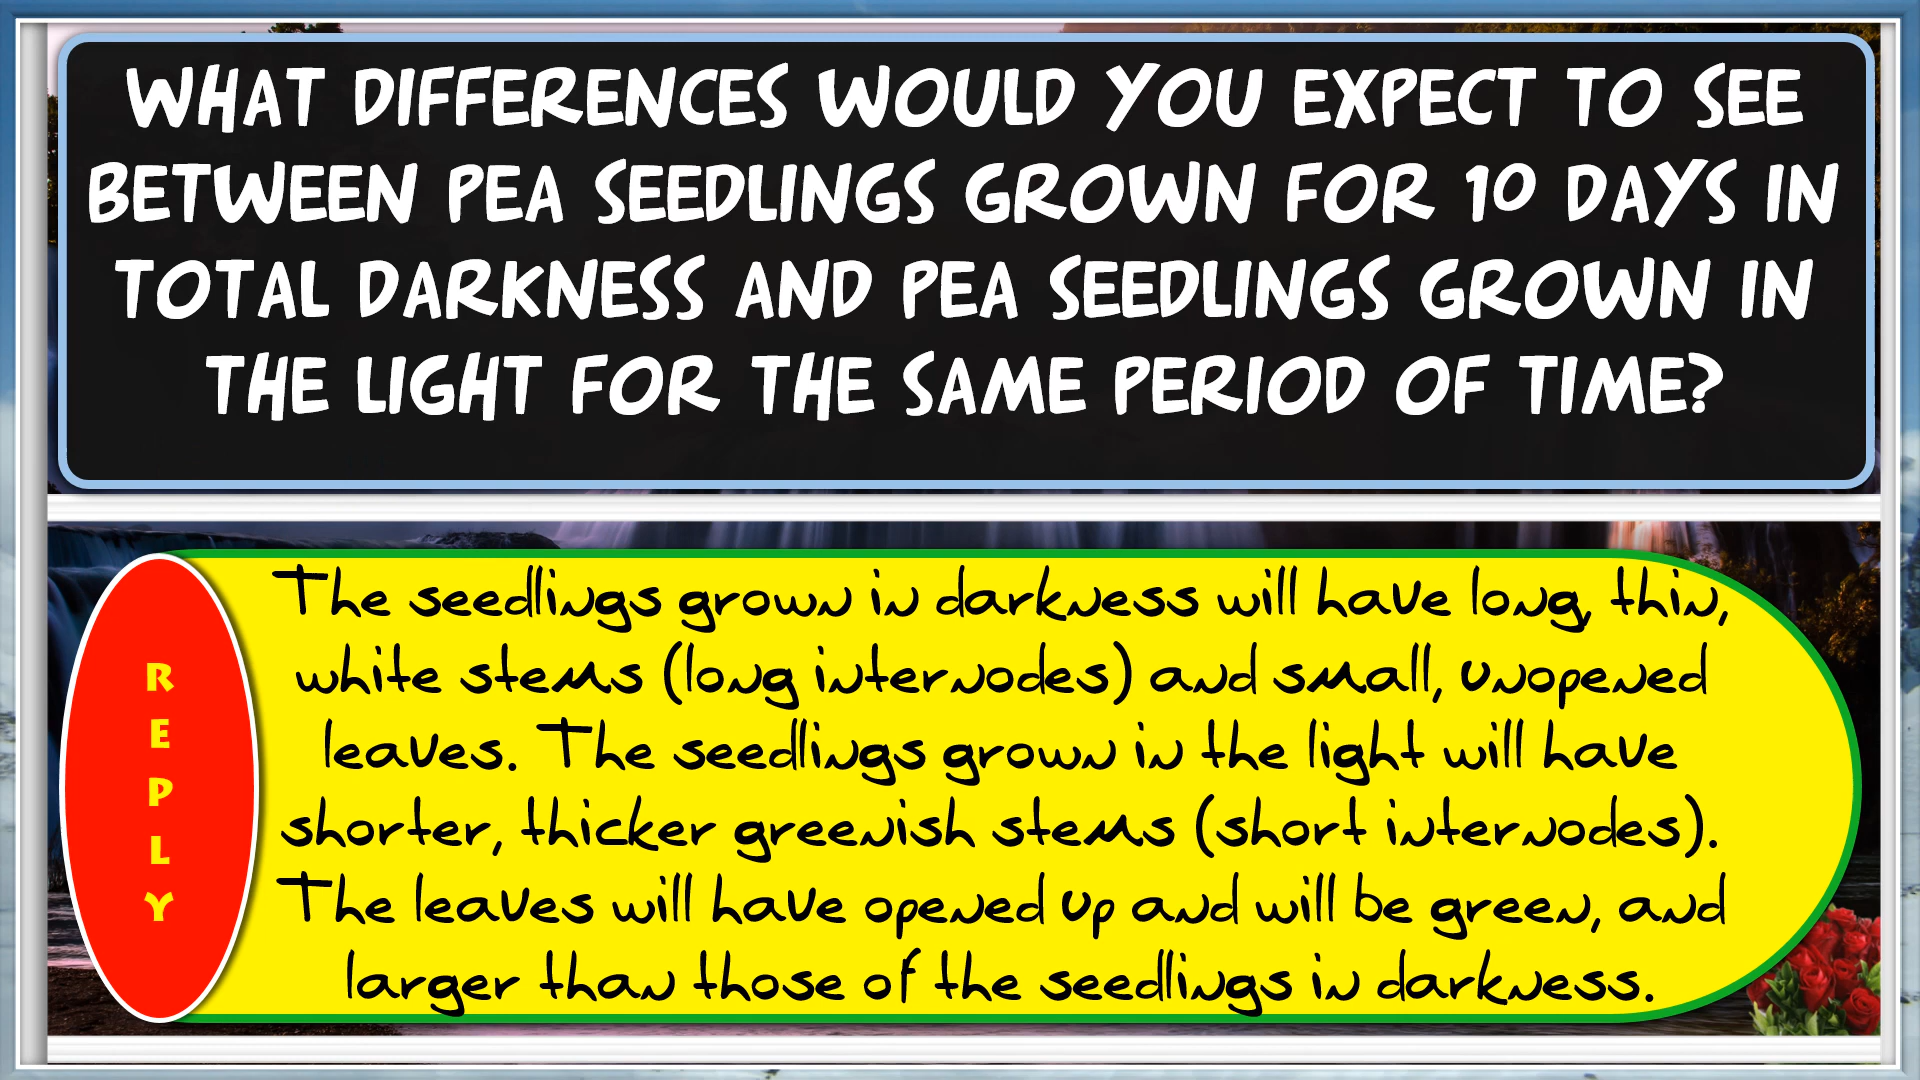 WHAT DIFFERENCES WOULD YOU EXPECT TO SEE
BETWEEN PEA SEEDLINGS GROWN FOR 10 DAYS IN
TOTAL DARKNESS AND PEA SEEDLINGS GROWN IN
THE LIGHT FOR THE SAME PERIOD OF TIME?
REPLY
The seedlings grown in darkness will have long, thin,
white stems (long internodes) and small, unopened
leaves. The seedlings grown in the light will have
shorter, thicker greenish stems (short internodes).
The leaves will have opened up and will be green, and
larger than those of the seedlings in darkness.